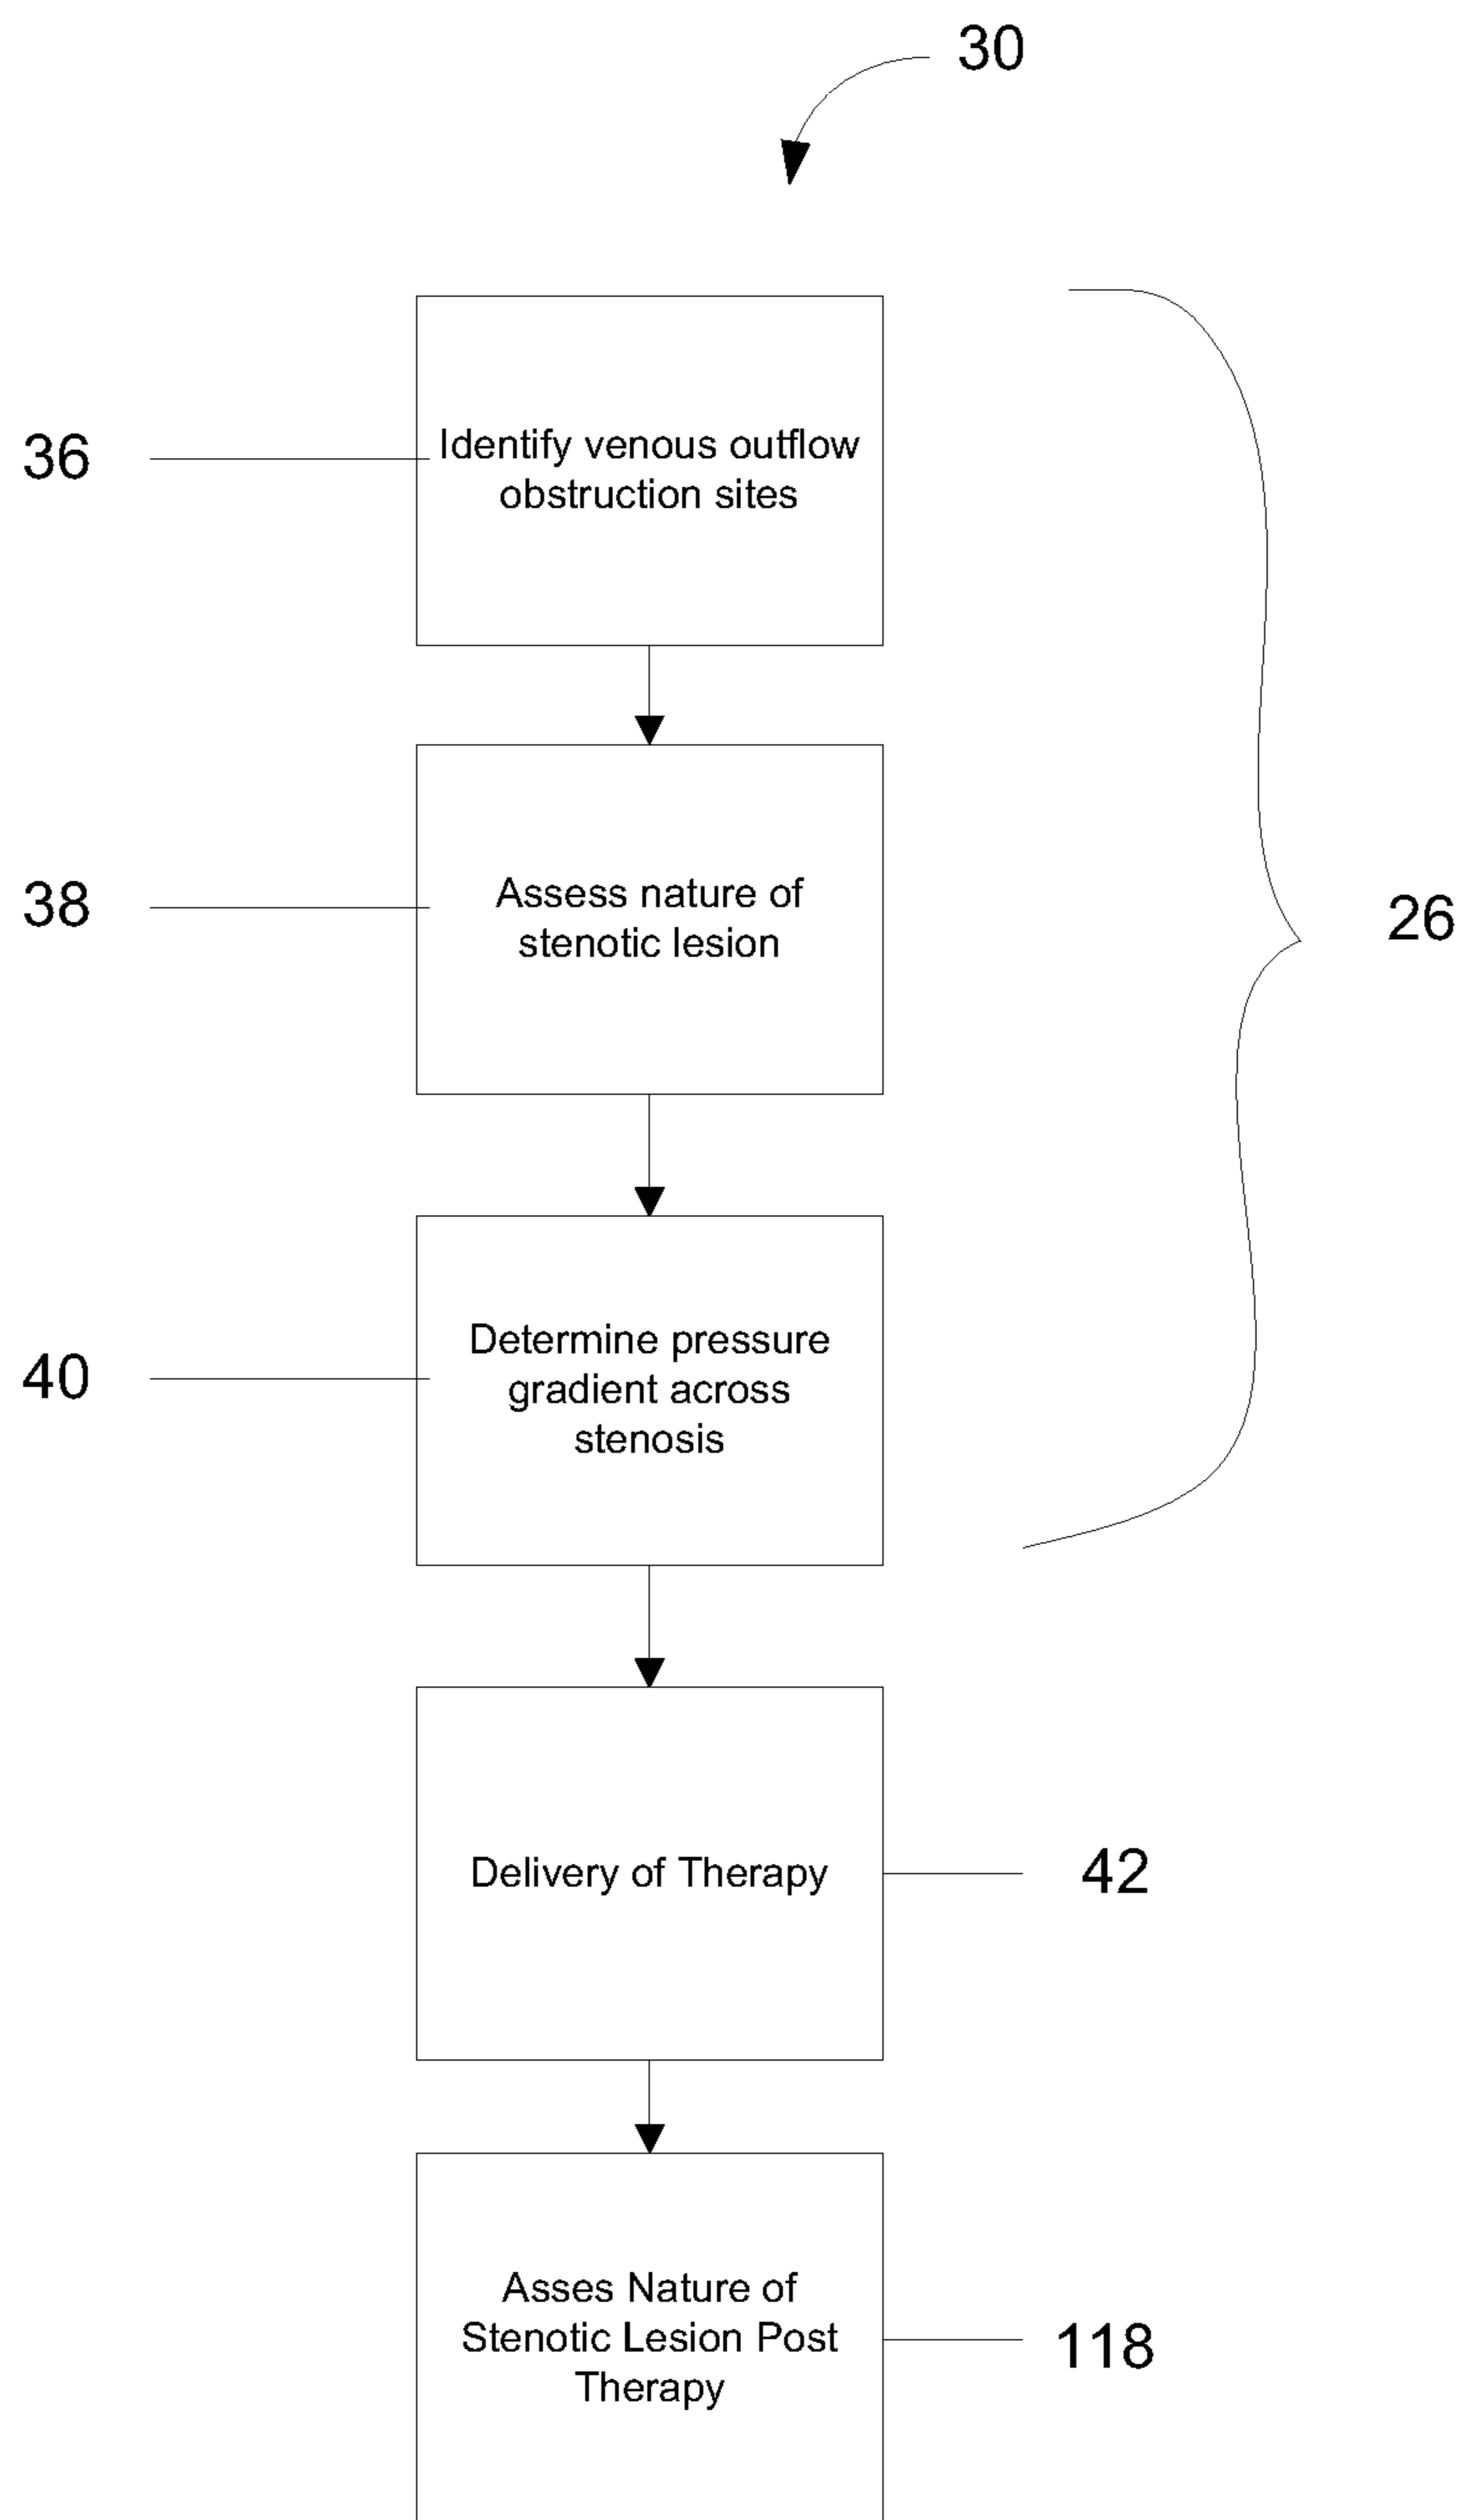 30
36
Identify venous outflow
obstruction sites
38
Assess nature of
stenotic lesion
26
40
Determine pressure
gradient across
stenosis
Delivery of Therapy
42
Asses Nature of
Stenotic Lesion Post
Therapy
118